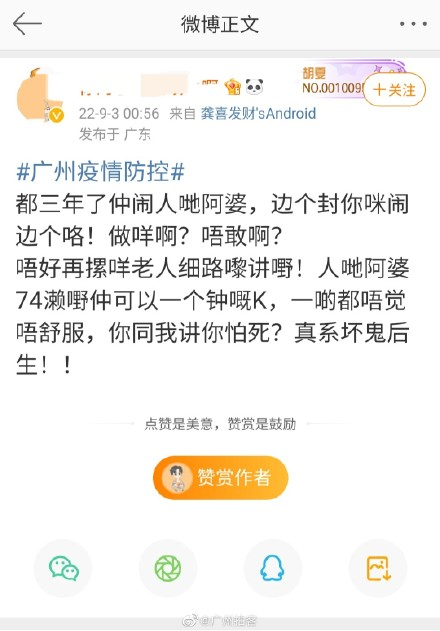 微博正文
胡夏
NO.001009
＋关注
22-9-3 00:56 来自 龚喜发财'sAndroid
发布于 广东
#广州疫情防控#
都三年了仲闹人哋阿婆，边个封你咪闹
边个咯！做咩啊？唔敢啊？
唔好再攞咩老人细路嚟讲嘢！人哋阿婆
74濑嘢仲可以一个钟嘅K，一啲都唔觉
唔舒服，你同我讲你怕死？真系坏鬼后
生！！
点赞是美意，赞赏是鼓励
赞赏作者
@广州拍客